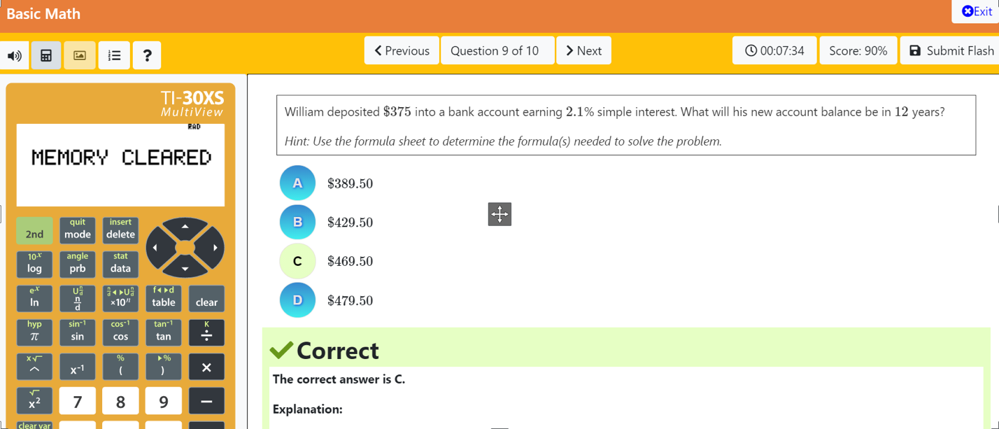 Basic Math
Exit
Previous
Question 9 of 10
Next
00:07:34
Score: 90%
Submit Flash
?
TI-30XS
MultiView
RAD
MEMORY CLEARED
quit insert
2nd mode delete
10ˣ angle stat
log prb data
eˣ U n/d n/d◂▸U n/d f◂▸d
ln n/d ×10ⁿ table clear
hyp sin⁻¹ cos⁻¹ tan⁻¹ K
π sin cos tan ÷
x√ % ▸%
^ x⁻¹ ( ) ×
√
x² 7 8 9 −
clear var
William deposited $375 into a bank account earning 2.1% simple interest. What will his new account balance be in 12 years?
Hint: Use the formula sheet to determine the formula(s) needed to solve the problem.
A $389.50
B $429.50
C $469.50
D $479.50
Correct
The correct answer is C.
Explanation: